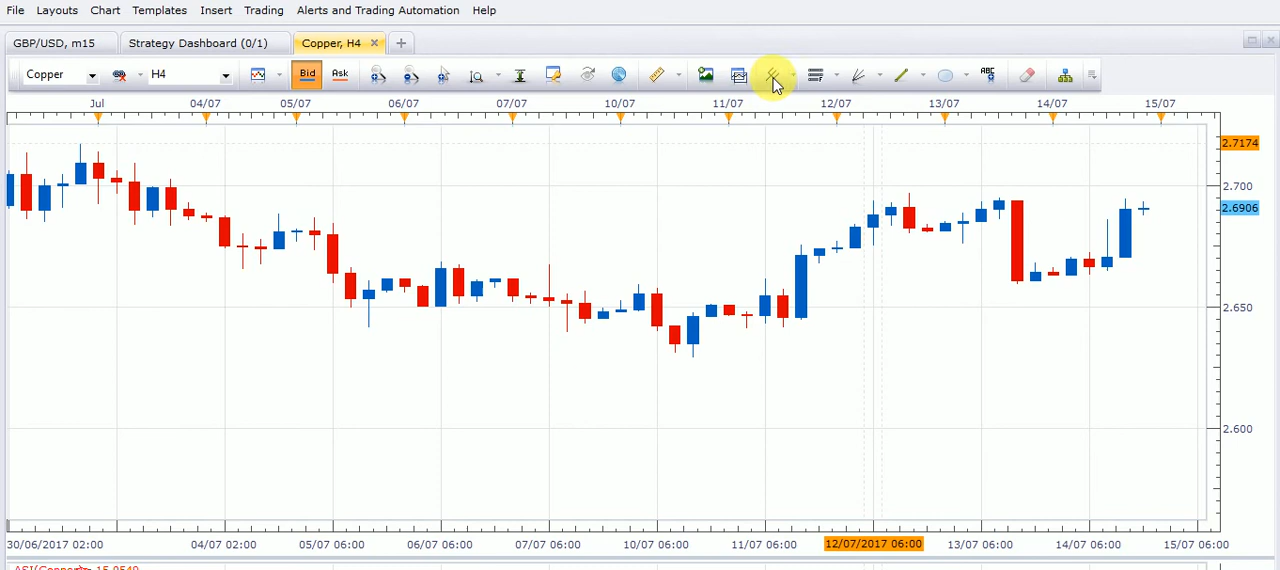 File Layouts Chart Templates Insert Trading Alerts and Trading Automation Help
GBP/USD, m15 Strategy Dashboard (0/1) Copper, H4
Copper H4 Bid Ask ABC
Jul 04/07 05/07 06/07 07/07 10/07 11/07 12/07 13/07 14/07 15/07
2.7174
2.700
2.6906
2.650
2.600
30/06/2017 02:00 04/07 02:00 05/07 06:00 06/07 06:00 07/07 06:00 10/07 06:00 11/07 06:00 12/07/2017 06:00 13/07 06:00 14/07 06:00 15/07 06:00